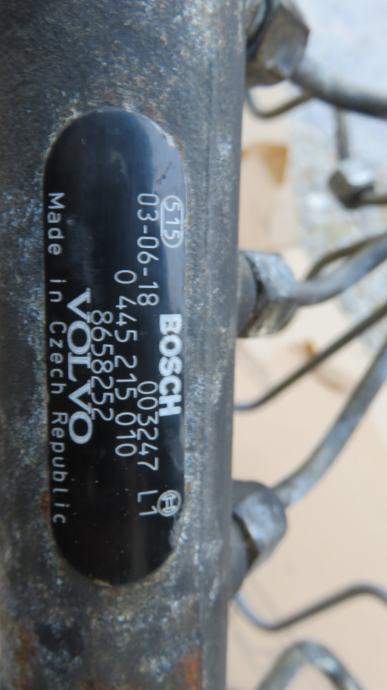 515 BOSCH
03-06-18 003247 L1
0 445 215 010
8658252
VOLVO
Made in Czech Republic